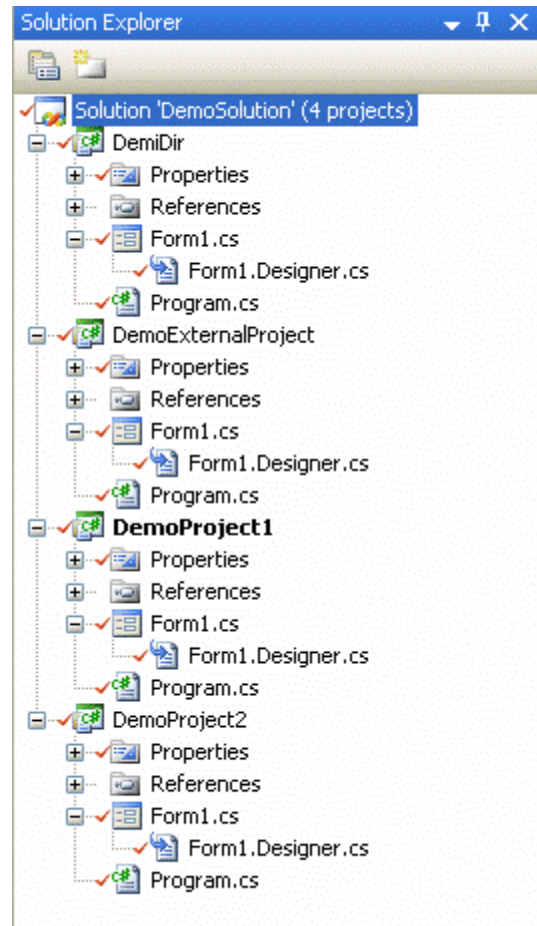 Solution Explorer
Solution 'DemoSolution' (4 projects)
DemiDir
Properties
References
Form1.cs
Form1.Designer.cs
Program.cs
DemoExternalProject
Properties
References
Form1.cs
Form1.Designer.cs
Program.cs
DemoProject1
Properties
References
Form1.cs
Form1.Designer.cs
Program.cs
DemoProject2
Properties
References
Form1.cs
Form1.Designer.cs
Program.cs